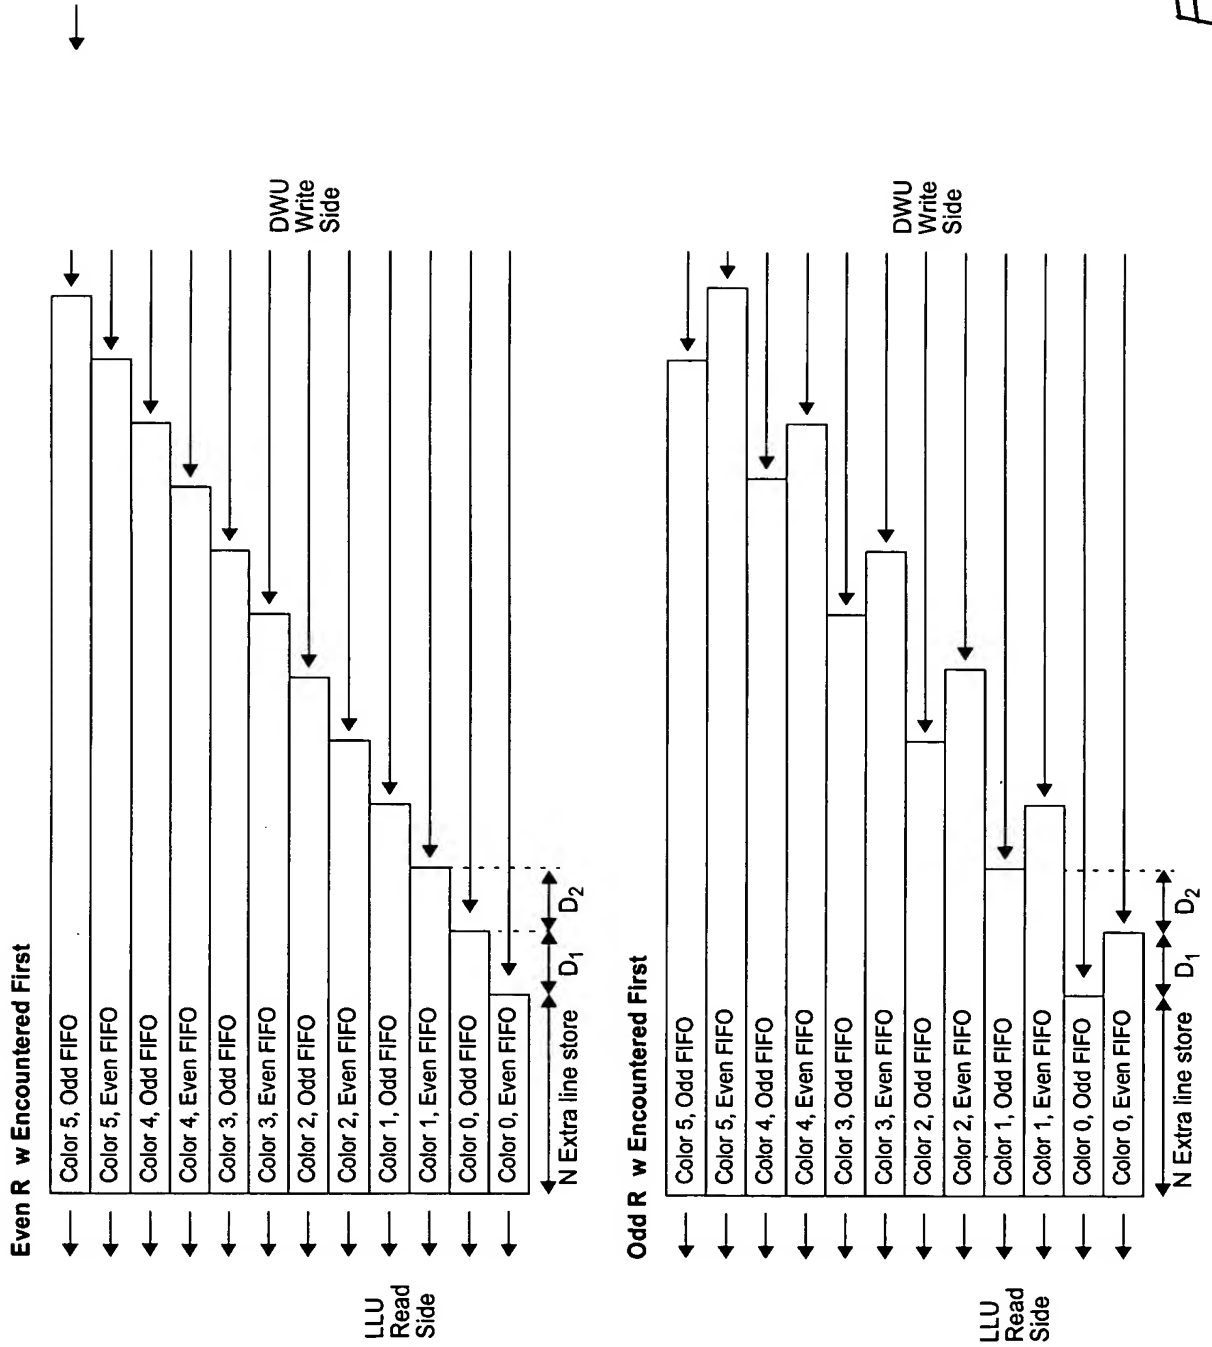 Even R w Encountered First
Color 5, Odd FIFO
Color 5, Even FIFO
Color 4, Odd FIFO
Color 4, Even FIFO
Color 3, Odd FIFO
Color 3, Even FIFO
Color 2, Odd FIFO
Color 2, Even FIFO
Color 1, Odd FIFO
Color 1, Even FIFO
Color 0, Odd FIFO
Color 0, Even FIFO
N Extra line store
D1
D2
LLU
Read
Side
DWU
Write
Side
Odd R w Encountered First
Color 5, Odd FIFO
Color 5, Even FIFO
Color 4, Odd FIFO
Color 4, Even FIFO
Color 3, Odd FIFO
Color 3, Even FIFO
Color 2, Odd FIFO
Color 2, Even FIFO
Color 1, Odd FIFO
Color 1, Even FIFO
Color 0, Odd FIFO
Color 0, Even FIFO
N Extra line store
D1
D2
LLU
Read
Side
DWU
Write
Side